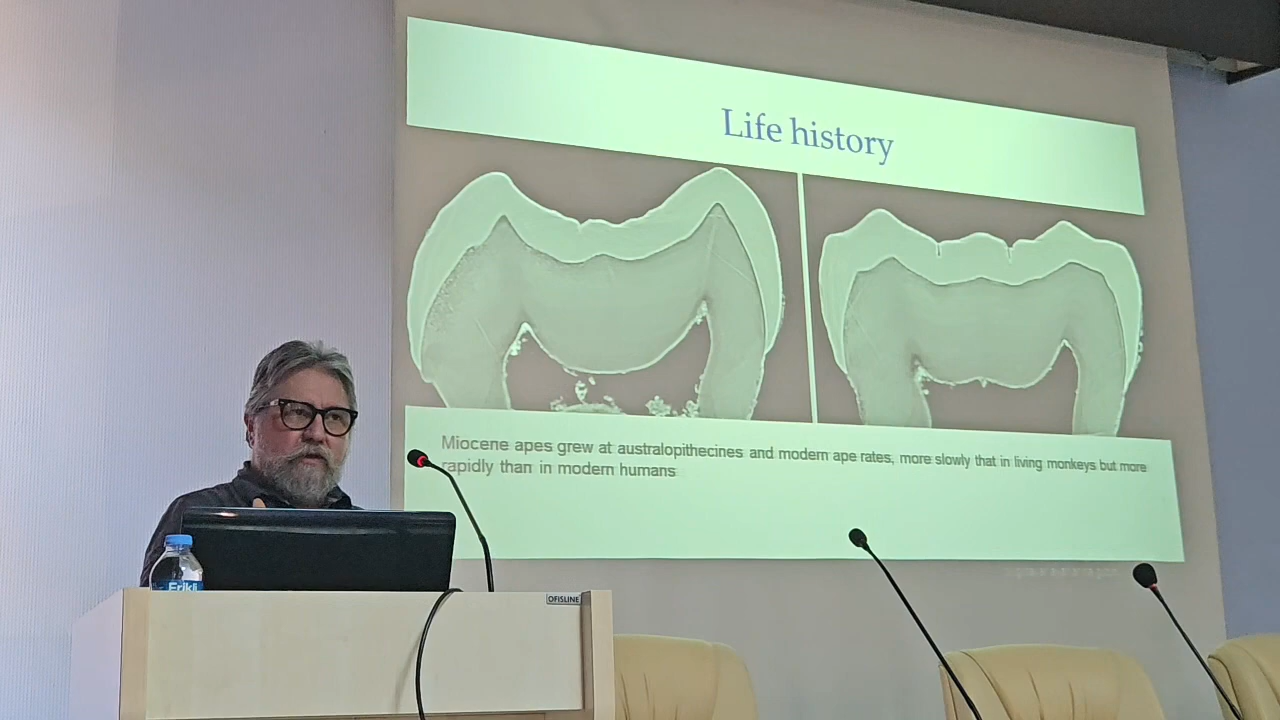 Life history
Miocene apes grew at australopithecines and modern ape rates, more slowly that in living monkeys but more
rapidly than in modern humans
Erikli
OFISLINE